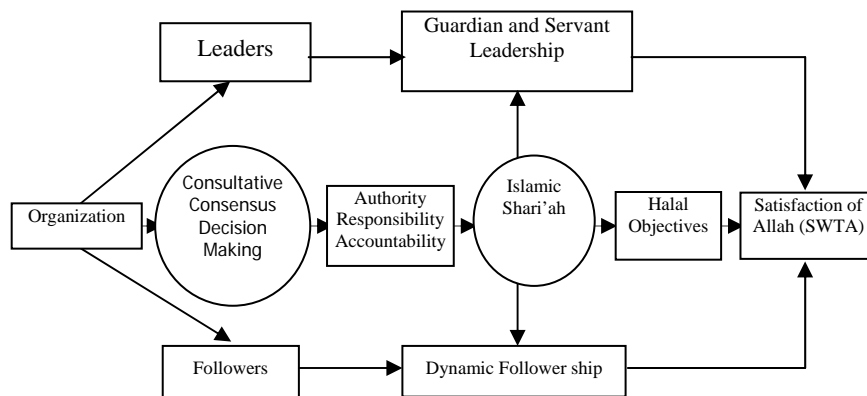 Leaders
Guardian and Servant
Leadership
Organization
Consultative
Consensus
Decision
Making
Authority
Responsibility
Accountability
Islamic
Shari’ah
Halal
Objectives
Satisfaction of
Allah (SWTA)
Followers
Dynamic Follower ship